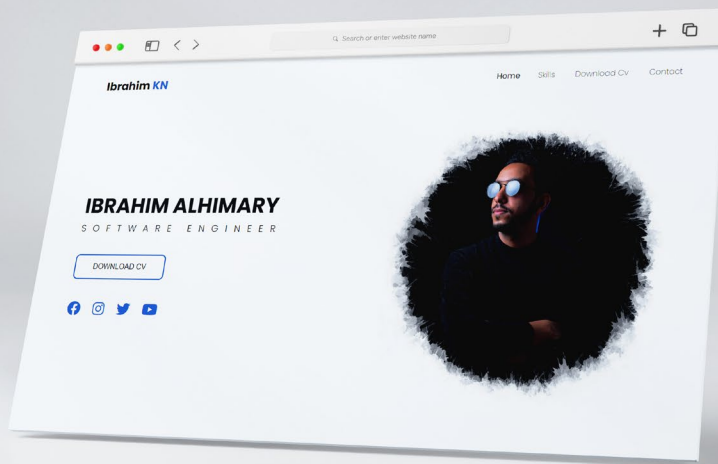 Search or enter website name
Ibrahim KN
Home Skills Download Cv Contact
IBRAHIM ALHIMARY
SOFTWARE ENGINEER
DOWNLOAD CV